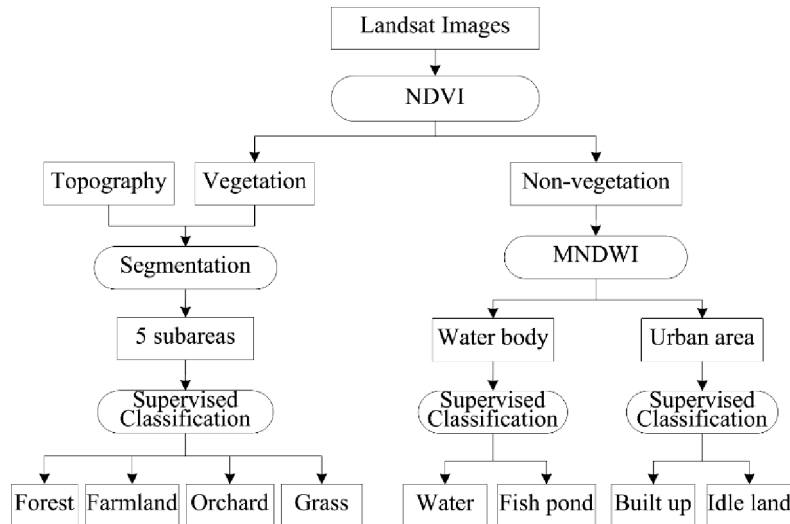 Landsat Images
NDVI
Topography
Vegetation
Non-vegetation
Segmentation
MNDWI
5 subareas
Water body
Urban area
Supervised
Classification
Supervised
Classification
Supervised
Classification
Forest
Farmland
Orchard
Grass
Water
Fish pond
Built up
Idle land